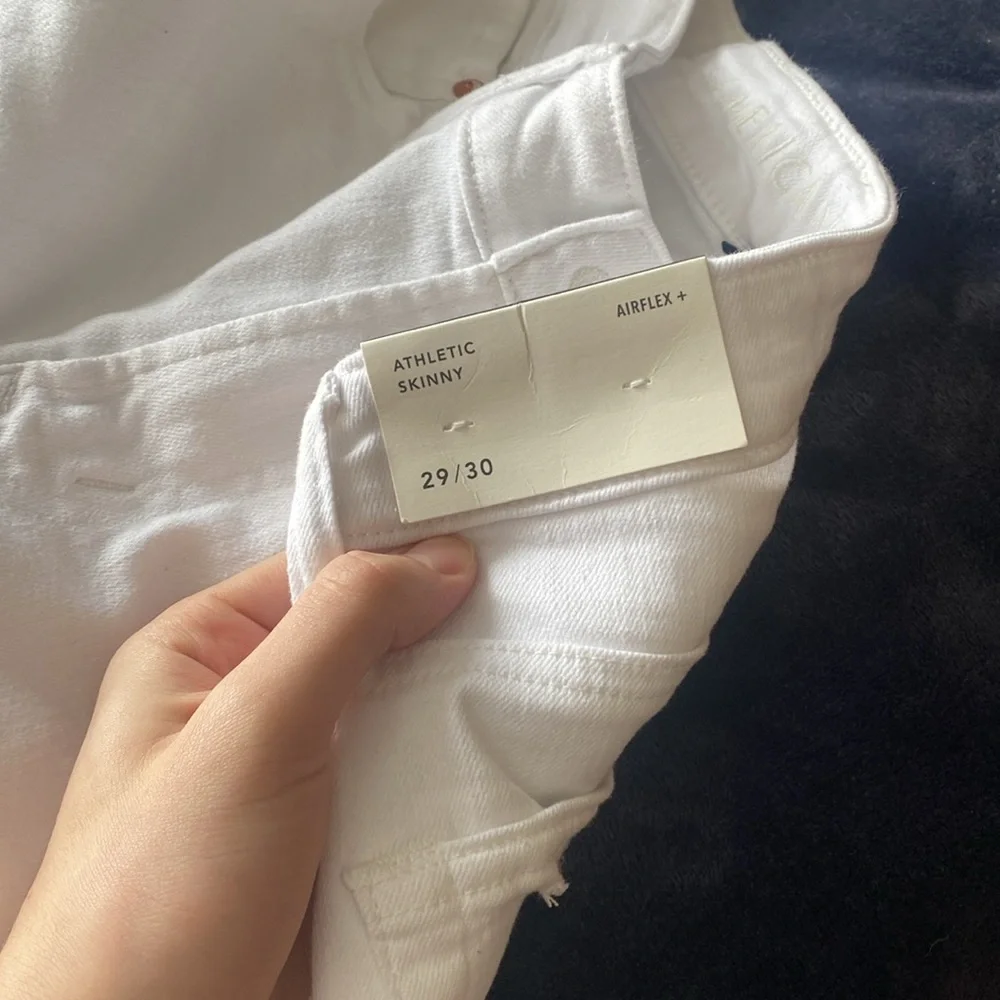 ATHLETIC
SKINNY
AIRFLEX +
29/30